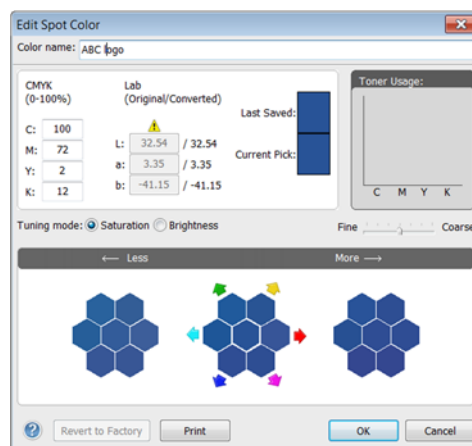 Edit Spot Color
Color name: ABC logo
CMYK
(0-100%)
Lab
(Original/Converted)
Last Saved:
Current Pick:
Toner Usage:
C: 100
M: 72
Y: 2
K: 12
L: 32.54 / 32.54
a: 3.35 / 3.35
b: -41.15 / -41.15
C M Y K
Tuning mode: Saturation Brightness
Fine Coarse
← Less
More →
? Revert to Factory Print OK Cancel